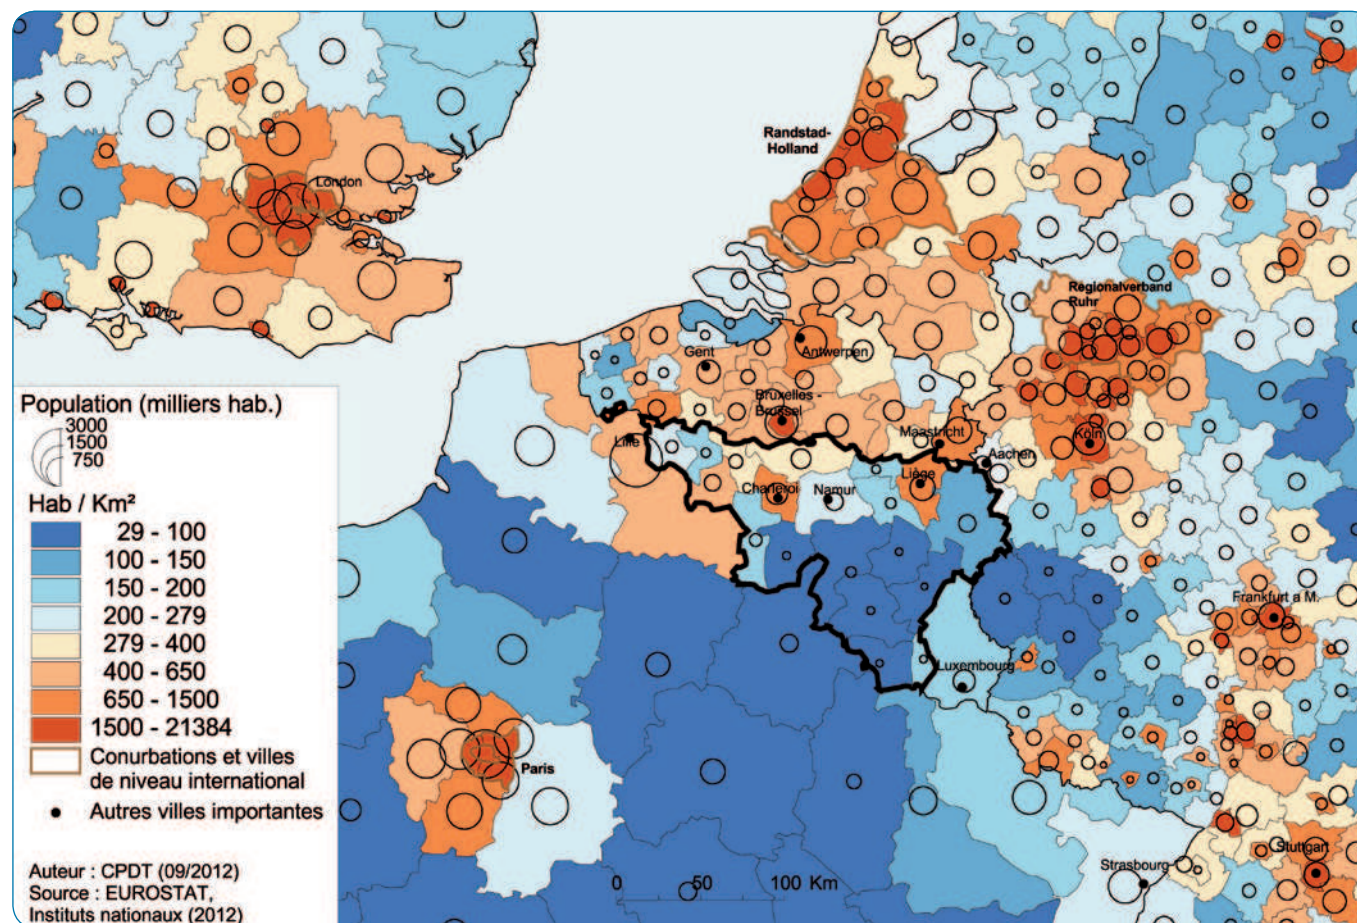 London
Randstad-
Holland
Regionalverband
Ruhr
Gent
Antwerpen
Bruxelles -
Brussel
Lille
Maastricht
Aachen
Köln
Charleroi
Namur
Liège
Frankfurt a M.
Luxembourg
Paris
Strasbourg
Stuttgart
Population (milliers hab.)
3000
1500
750
Hab / Km²
29 - 100
100 - 150
150 - 200
200 - 279
279 - 400
400 - 650
650 - 1500
1500 - 21384
Conurbations et villes
de niveau international
Autres villes importantes
Auteur : CPDT (09/2012)
Source : EUROSTAT,
Instituts nationaux (2012)
0 50 100 Km